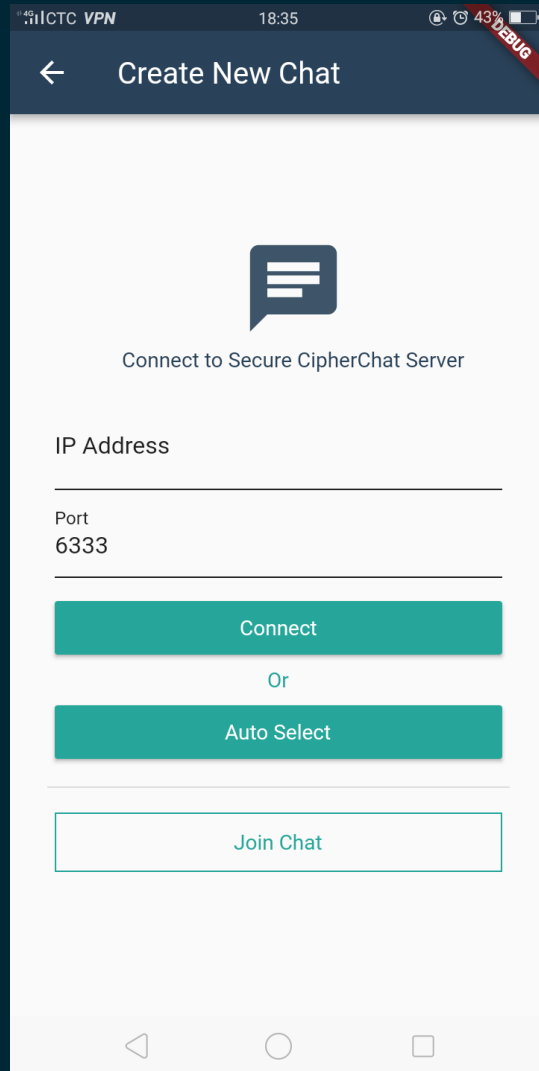 4G CTC VPN 18:35 43%
DEBUG
Create New Chat
Connect to Secure CipherChat Server
IP Address
Port
6333
Connect
Or
Auto Select
Join Chat